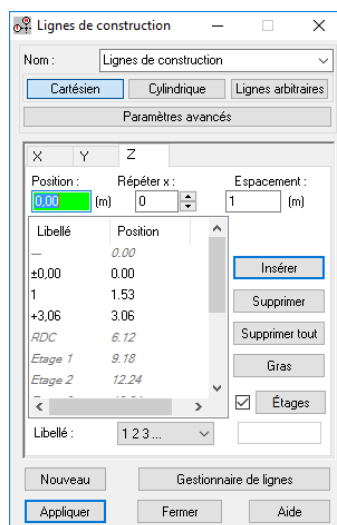 Lignes de construction
Nom : Lignes de construction
Cartésien Cylindrique Lignes arbitraires
Paramètres avancés
X Y Z
Position : Répéter x : Espacement :
0,00 (m) 0 1 (m)
Libellé Position
— 0.00
±0,00 0.00
1 1.53
+3,06 3.06
RDC 6.12
Etage 1 9.18
Etage 2 12.24
Insérer
Supprimer
Supprimer tout
Gras
Étages
Libellé : 1 2 3...
Nouveau Gestionnaire de lignes
Appliquer Fermer Aide